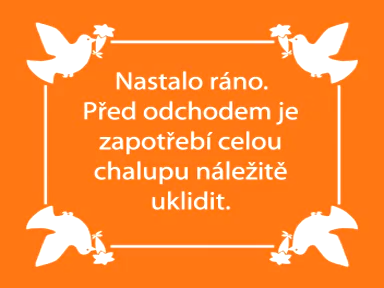 Nastalo ráno.
Před odchodem je
zapotřebí celou
chalupu náležitě
uklidit.